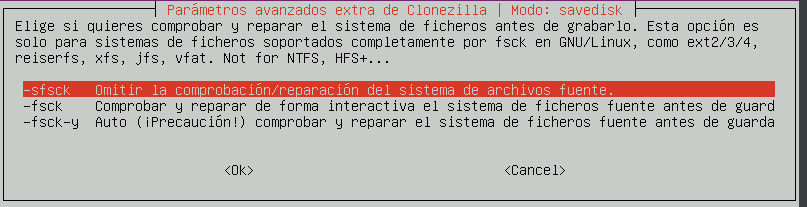 Parámetros avanzados extra de Clonezilla | Modo: savedisk
Elige si quieres comprobar y reparar el sistema de ficheros antes de grabarlo. Esta opción es
solo para sistemas de ficheros soportados completamente por fsck en GNU/Linux, como ext2/3/4,
reiserfs, xfs, jfs, vfat. Not for NTFS, HFS+...
-sfsck Omitir la comprobación/reparación del sistema de archivos fuente.
-fsck Comprobar y reparar de forma interactiva el sistema de ficheros fuente antes de guard
-fsck-y Auto (¡Precaución!) comprobar y reparar el sistema de ficheros fuente antes de guarda
<Ok> <Cancel>